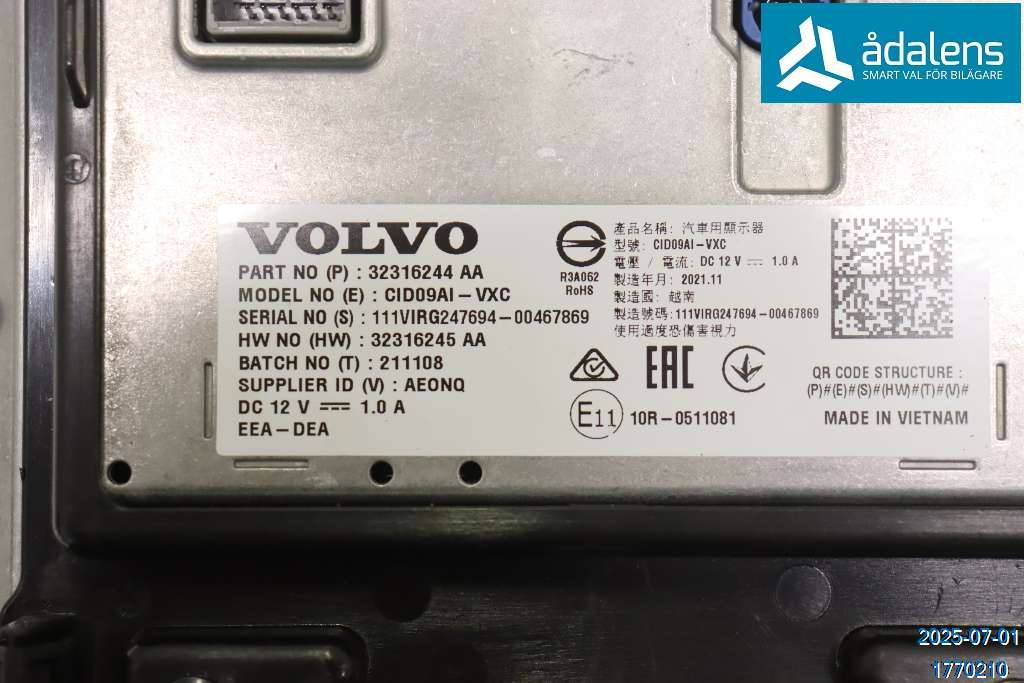 ådalens
SMART VAL FÖR BILÄGARE
VOLVO
PART NO (P) : 32316244 AA
MODEL NO (E) : CID09AI-VXC
SERIAL NO (S) : 111VIRG247694-00467869
HW NO (HW) : 32316245 AA
BATCH NO (T) : 211108
SUPPLIER ID (V) : AEONQ
DC 12 V ⎓ 1.0 A
EEA-DEA
R3A062
RoHS
產品名稱: 汽車用顯示器
型號: CID09AI-VXC
電壓 / 電流: DC 12 V ⎓ 1.0 A
製造年月: 2021.11
製造國: 越南
製造號碼: 111VIRG247694-00467869
使用過度恐傷害視力
EAC
E11
10R-0511081
QR CODE STRUCTURE :
(P)#(E)#(S)#(HW)#(T)#(V)#
MADE IN VIETNAM
2025-07-01
1770210